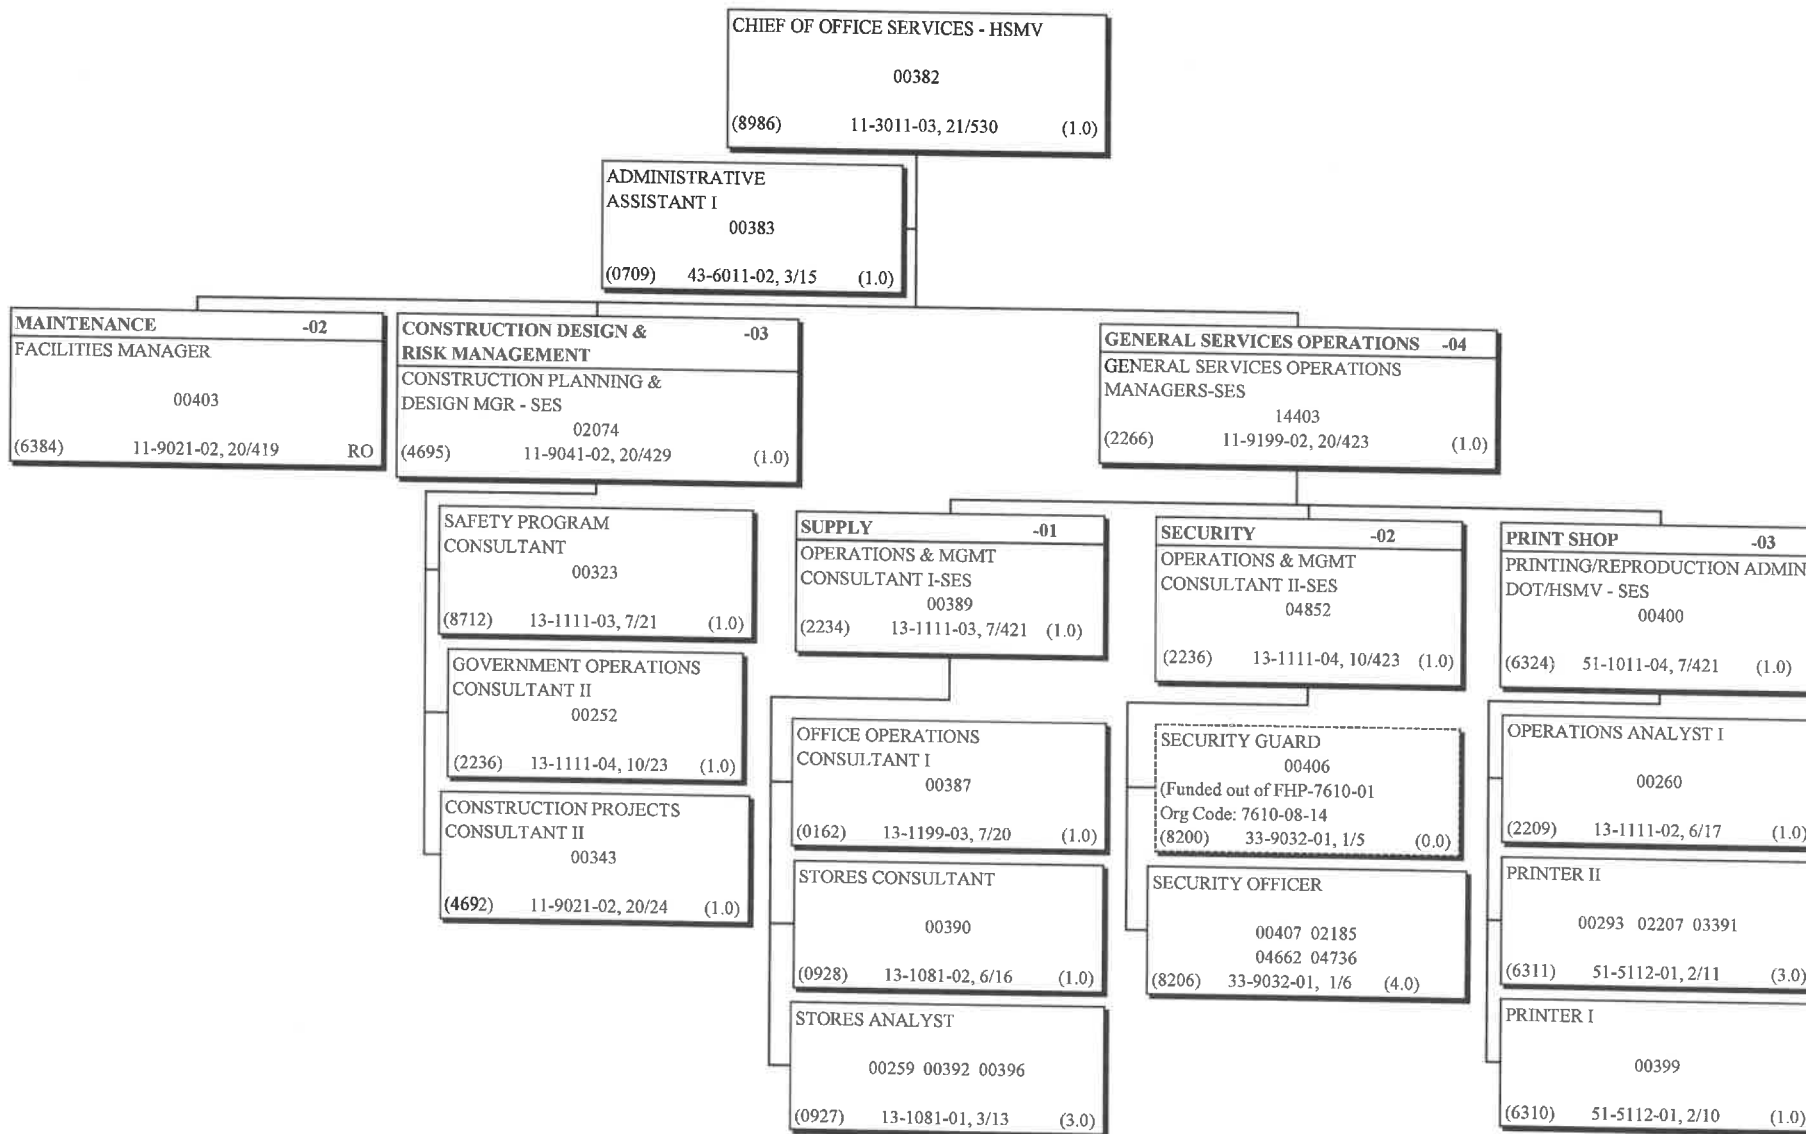 CHIEF OF OFFICE SERVICES - HSMV
00382
(8986) 11-3011-03, 21/530 (1.0)
ADMINISTRATIVE
ASSISTANT I
00383
(0709) 43-6011-02, 3/15 (1.0)
MAINTENANCE -02
FACILITIES MANAGER
00403
(6384) 11-9021-02, 20/419 RO
CONSTRUCTION DESIGN & -03
RISK MANAGEMENT
CONSTRUCTION PLANNING &
DESIGN MGR - SES
02074
(4695) 11-9041-02, 20/429 (1.0)
GENERAL SERVICES OPERATIONS -04
GENERAL SERVICES OPERATIONS
MANAGERS-SES
14403
(2266) 11-9199-02, 20/423 (1.0)
SAFETY PROGRAM
CONSULTANT
00323
(8712) 13-1111-03, 7/21 (1.0)
GOVERNMENT OPERATIONS
CONSULTANT II
00252
(2236) 13-1111-04, 10/23 (1.0)
CONSTRUCTION PROJECTS
CONSULTANT II
00343
(4692) 11-9021-02, 20/24 (1.0)
SUPPLY -01
OPERATIONS & MGMT
CONSULTANT I-SES
00389
(2234) 13-1111-03, 7/421 (1.0)
OFFICE OPERATIONS
CONSULTANT I
00387
(0162) 13-1199-03, 7/20 (1.0)
STORES CONSULTANT
00390
(0928) 13-1081-02, 6/16 (1.0)
STORES ANALYST
00259 00392 00396
(0927) 13-1081-01, 3/13 (3.0)
SECURITY -02
OPERATIONS & MGMT
CONSULTANT II-SES
04852
(2236) 13-1111-04, 10/423 (1.0)
SECURITY GUARD
00406
(Funded out of FHP-7610-01
Org Code: 7610-08-14
(8200) 33-9032-01, 1/5 (0.0)
SECURITY OFFICER
00407 02185
04662 04736
(8206) 33-9032-01, 1/6 (4.0)
PRINT SHOP -03
PRINTING/REPRODUCTION ADMIN
DOT/HSMV - SES
00400
(6324) 51-1011-04, 7/421 (1.0)
OPERATIONS ANALYST I
00260
(2209) 13-1111-02, 6/17 (1.0)
PRINTER II
00293 02207 03391
(6311) 51-5112-01, 2/11 (3.0)
PRINTER I
00399
(6310) 51-5112-01, 2/10 (1.0)